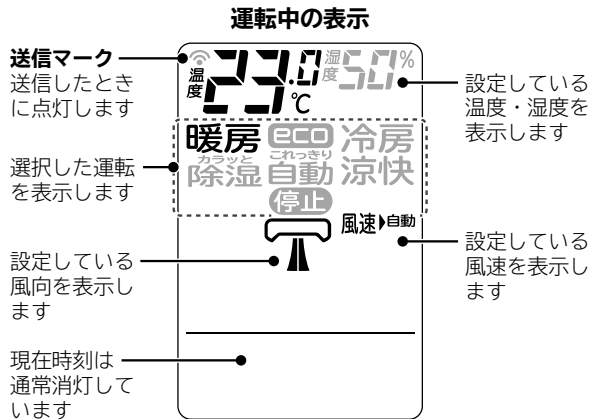 運転中の表示
送信マーク
送信したとき
に点灯します
温度
23.0℃
湿度
50%
設定している
温度・湿度を
表示します
選択した運転
を表示します
暖房 eco 冷房
カラッと これっきり
除湿 自動 涼快
停止
風速 自動
設定している
風向を表示し
ます
設定している
風速を表示し
ます
現在時刻は
通常消灯して
います